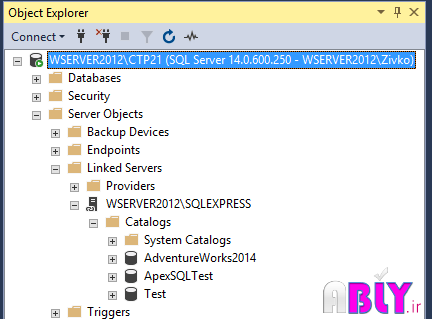 Object Explorer
Connect
WSERVER2012\CTP21 (SQL Server 14.0.600.250 - WSERVER2012\Zivko)
Databases
Security
Server Objects
Backup Devices
Endpoints
Linked Servers
Providers
WSERVER2012\SQLEXPRESS
Catalogs
System Catalogs
AdventureWorks2014
ApexSQLTest
Test
Triggers
ABLY.ir